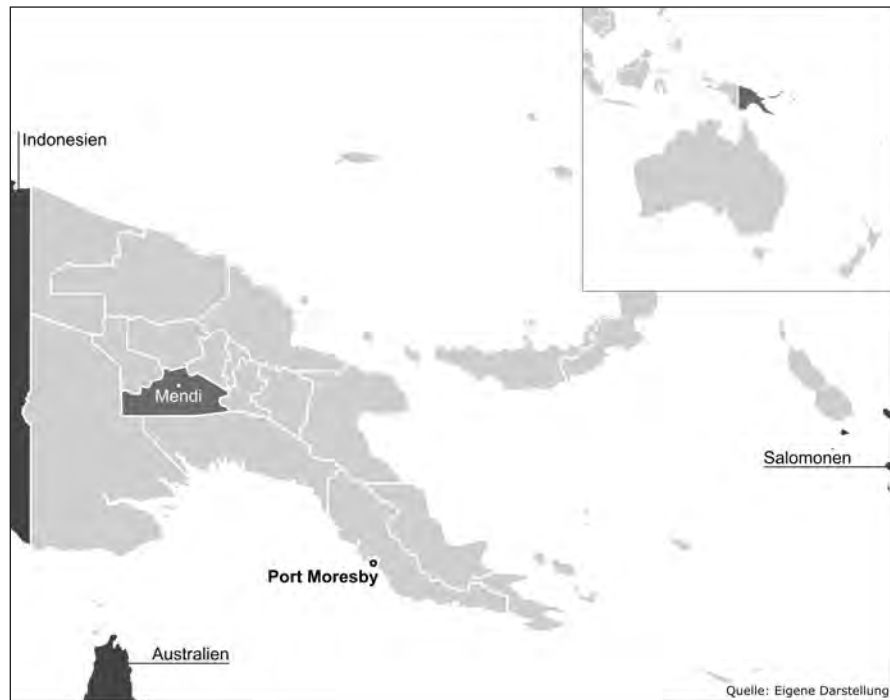 Indonesien
Mendi
Salomonen
Port Moresby
Australien
Quelle: Eigene Darstellung